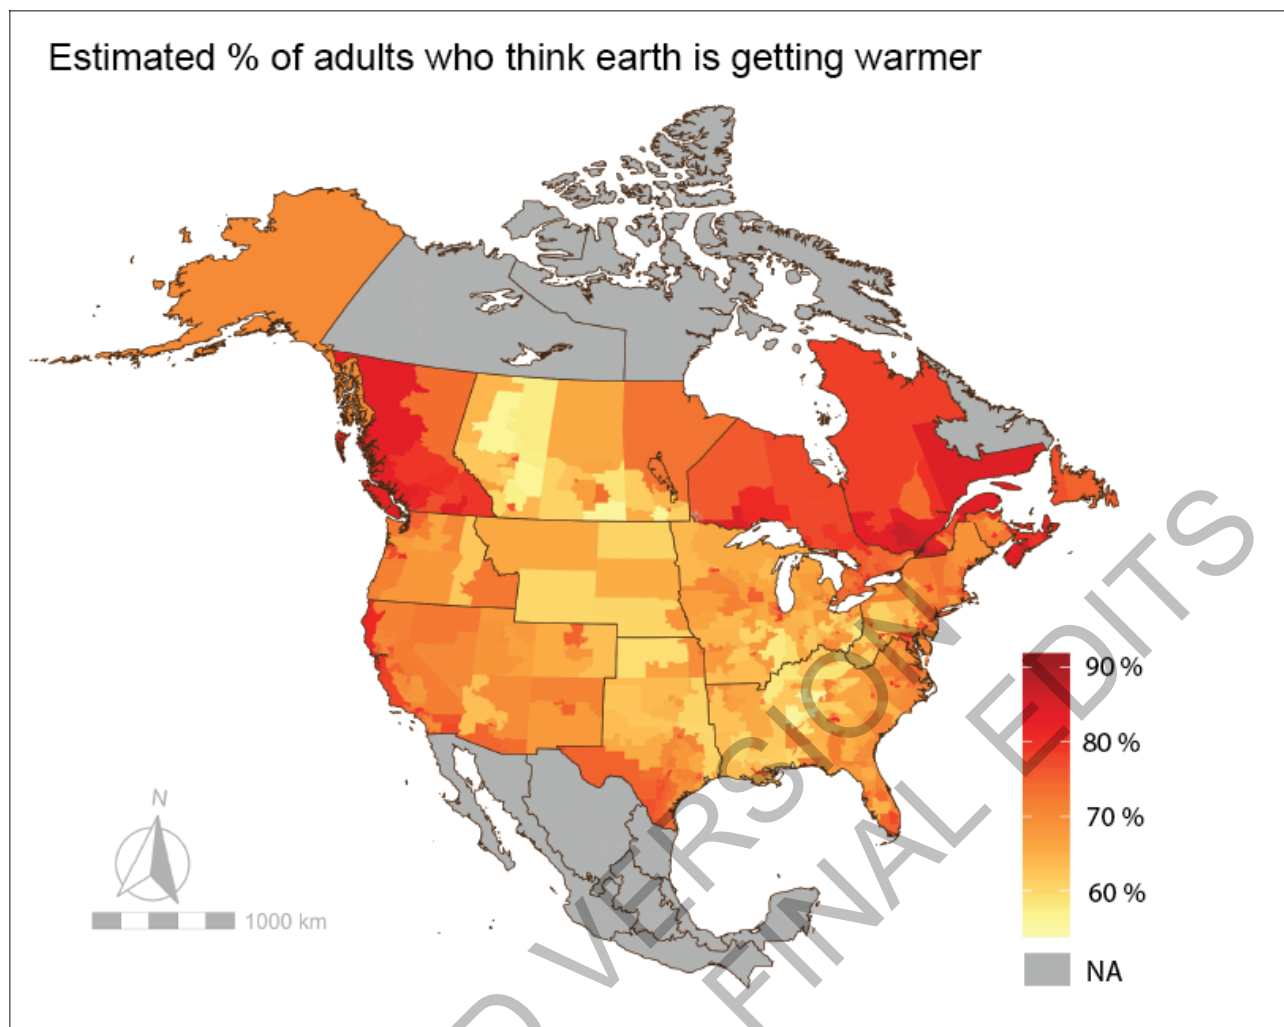 Estimated % of adults who think earth is getting warmer
90 %
80 %
70 %
60 %
NA
N
1000 km
D VERSION
FINAL EDITS